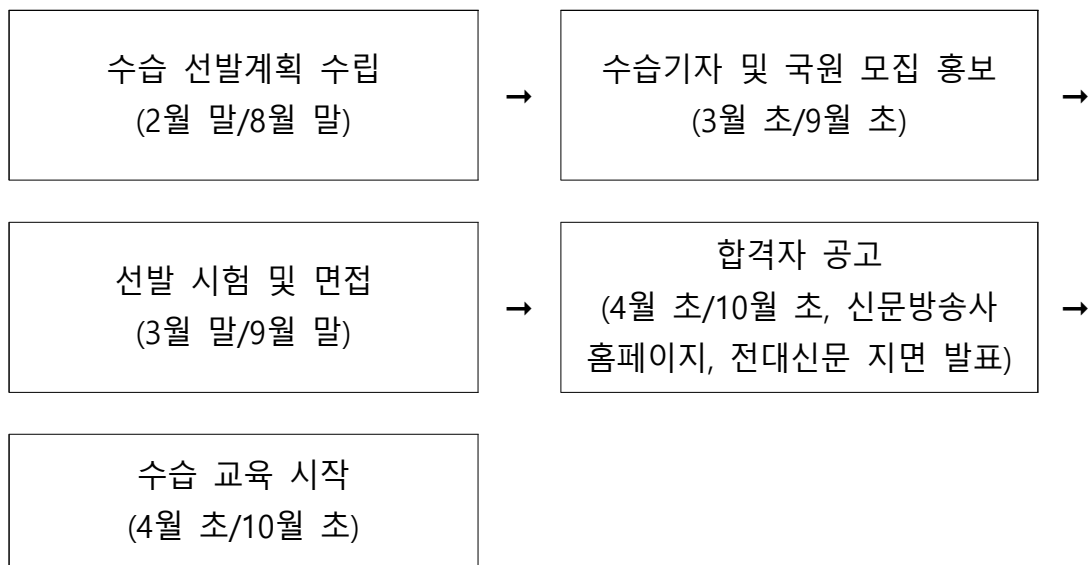 수습 선발계획 수립
(2월 말/8월 말)
➞
수습기자 및 국원 모집 홍보
(3월 초/9월 초)
➞
선발 시험 및 면접
(3월 말/9월 말)
➞
합격자 공고
(4월 초/10월 초, 신문방송사
홈페이지, 전대신문 지면 발표)
➞
수습 교육 시작
(4월 초/10월 초)